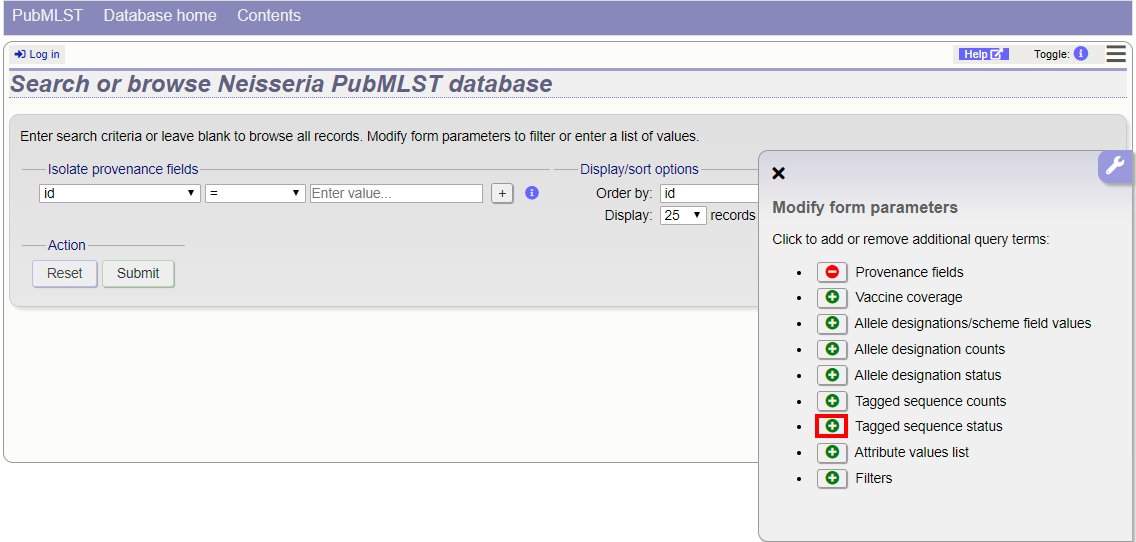 PubMLST Database home Contents
Log in Help Toggle:
Search or browse Neisseria PubMLST database
Enter search criteria or leave blank to browse all records. Modify form parameters to filter or enter a list of values.
Isolate provenance fields
id = Enter value... +
Display/sort options
Order by: id
Display: 25 records
Action
Reset Submit
Modify form parameters
Click to add or remove additional query terms:
Provenance fields
Vaccine coverage
Allele designations/scheme field values
Allele designation counts
Allele designation status
Tagged sequence counts
Tagged sequence status
Attribute values list
Filters